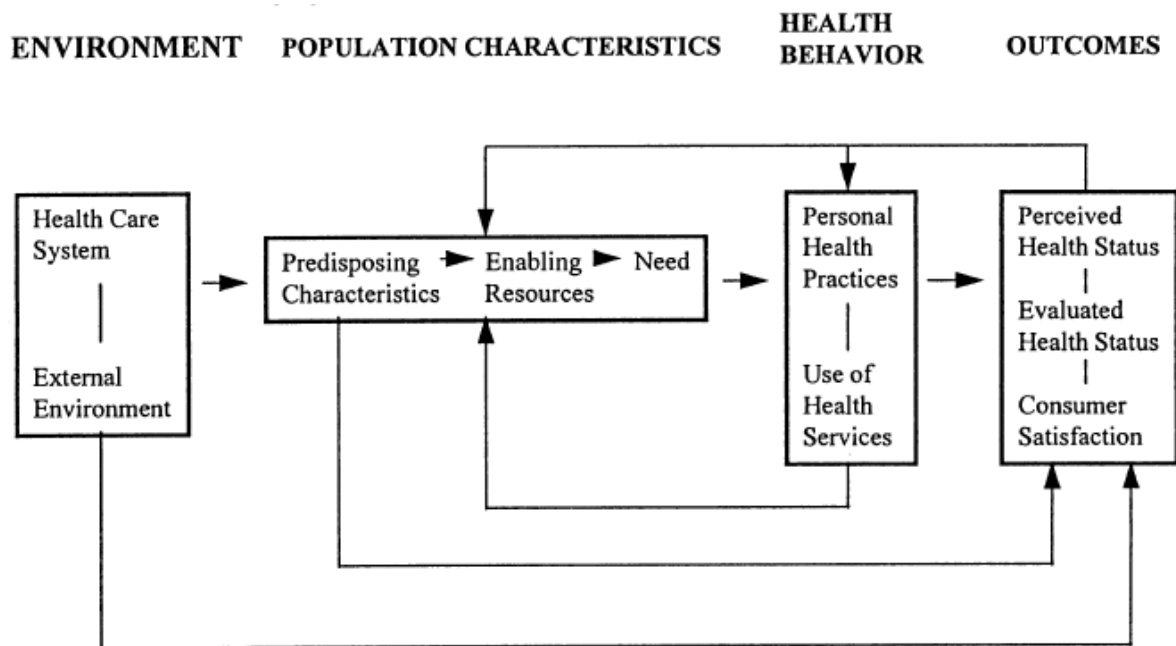 ENVIRONMENT
POPULATION CHARACTERISTICS
HEALTH
BEHAVIOR
OUTCOMES
Health Care
System
External
Environment
Predisposing
Characteristics
Enabling
Resources
Need
Personal
Health
Practices
Use of
Health
Services
Perceived
Health Status
Evaluated
Health Status
Consumer
Satisfaction